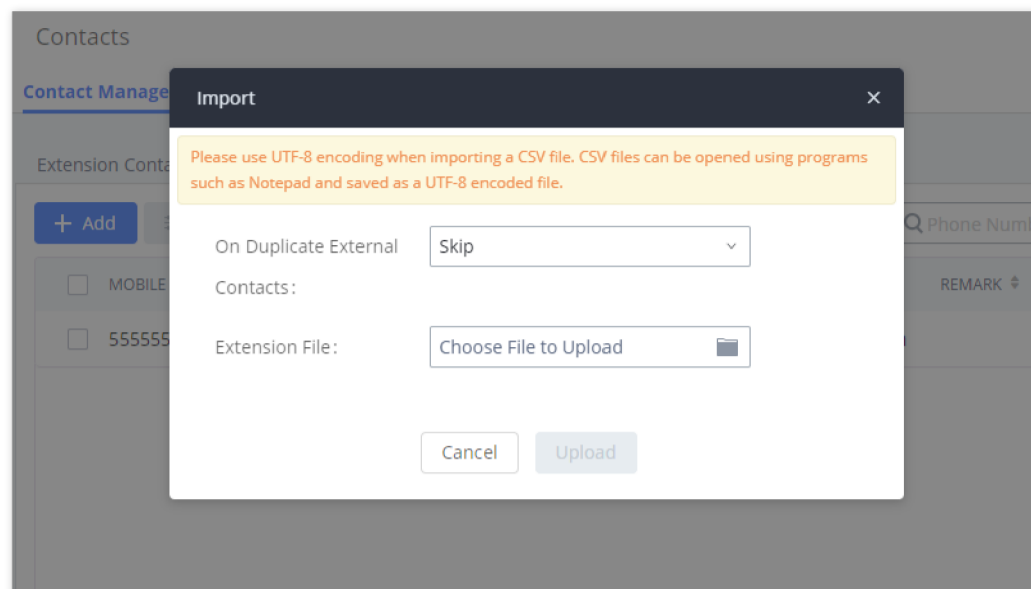 Contacts
Contact Manage
Import
Extension Conta
Please use UTF-8 encoding when importing a CSV file. CSV files can be opened using programs
such as Notepad and saved as a UTF-8 encoded file.
+ Add
Phone Num
On Duplicate External
Contacts:
Skip
MOBILE
REMARK
555555
Extension File:
Choose File to Upload
Cancel
Upload